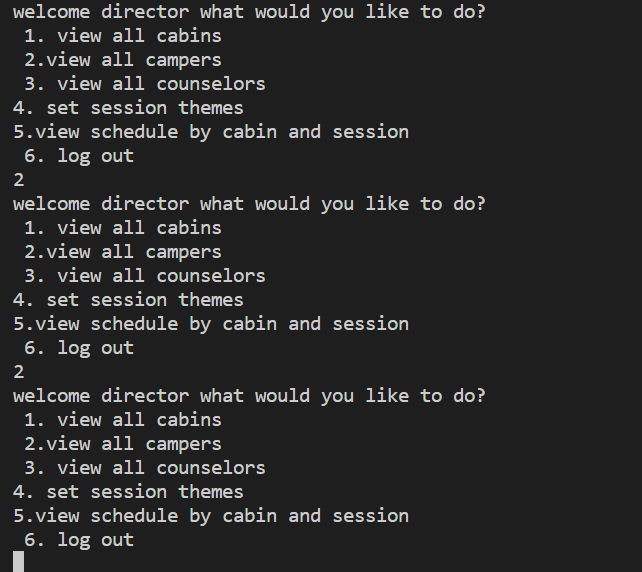 welcome director what would you like to do?
 1. view all cabins
 2.view all campers
 3. view all counselors
4. set session themes
5.view schedule by cabin and session
 6. log out
2
welcome director what would you like to do?
 1. view all cabins
 2.view all campers
 3. view all counselors
4. set session themes
5.view schedule by cabin and session
 6. log out
2
welcome director what would you like to do?
 1. view all cabins
 2.view all campers
 3. view all counselors
4. set session themes
5.view schedule by cabin and session
 6. log out